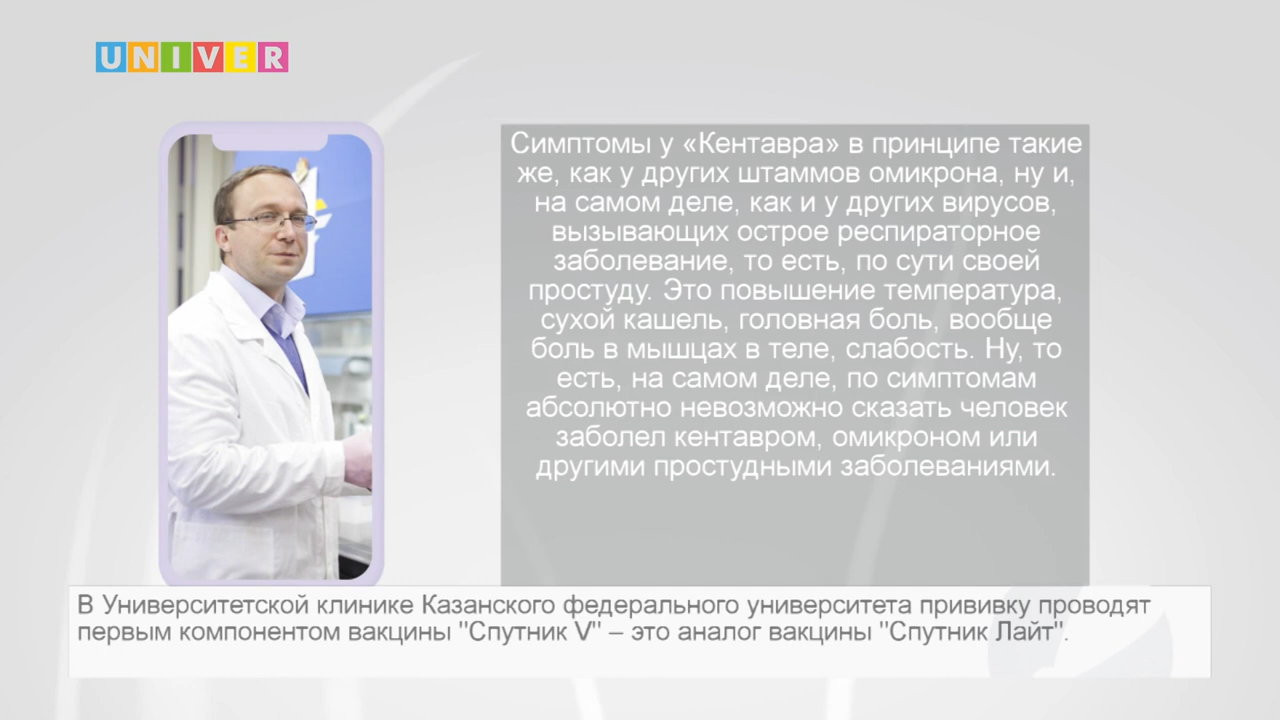 UNIVER
Симптомы у «Кентавра» в принципе такие
же, как у других штаммов омикрона, ну и,
на самом деле, как и у других вирусов,
вызывающих острое респираторное
заболевание, то есть, по сути своей
простуду. Это повышение температура,
сухой кашель, головная боль, вообще
боль в мышцах в теле, слабость. Ну, то
есть, на самом деле, по симптомам
абсолютно невозможно сказать человек
заболел кентавром, омикроном или
другими простудными заболеваниями.
В Университетской клинике Казанского федерального университета прививку проводят
первым компонентом вакцины "Спутник V" – это аналог вакцины "Спутник Лайт".